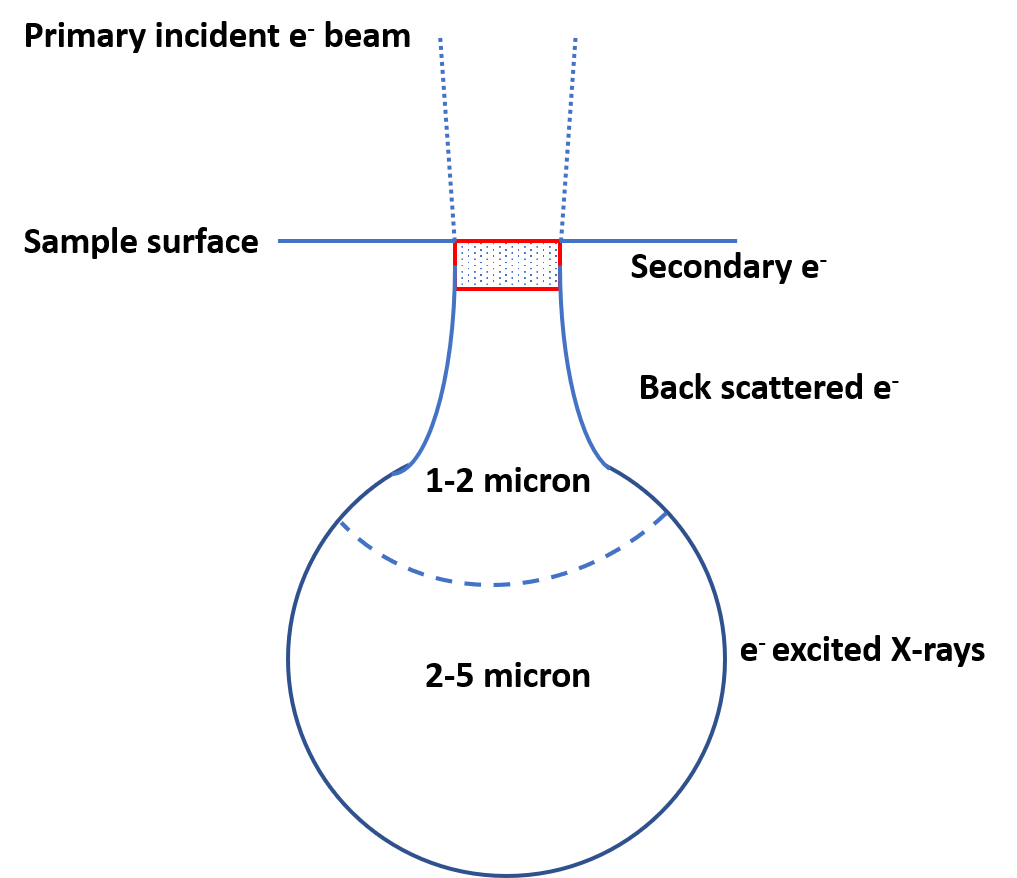 Primary incident e⁻ beam
Sample surface
Secondary e⁻
Back scattered e⁻
1-2 micron
e⁻ excited X-rays
2-5 micron